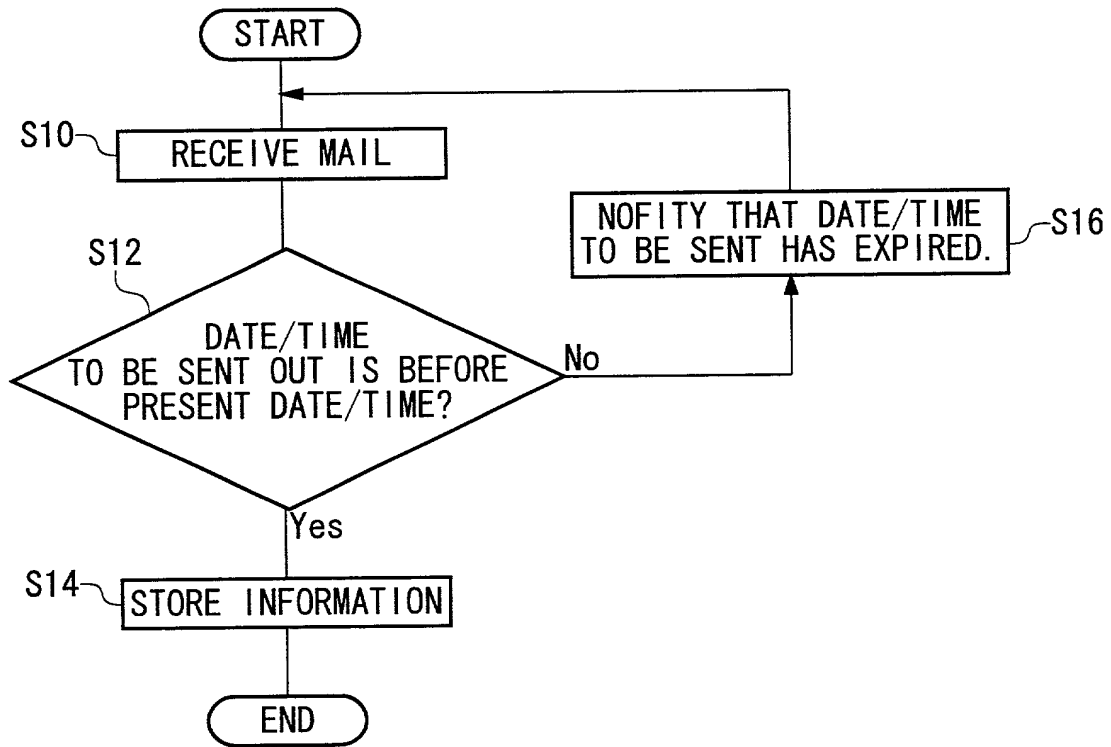 START
S10
RECEIVE MAIL
NOFITY THAT DATE/TIME
TO BE SENT HAS EXPIRED.
S16
S12
DATE/TIME
TO BE SENT OUT IS BEFORE
PRESENT DATE/TIME?
No
Yes
S14
STORE INFORMATION
END